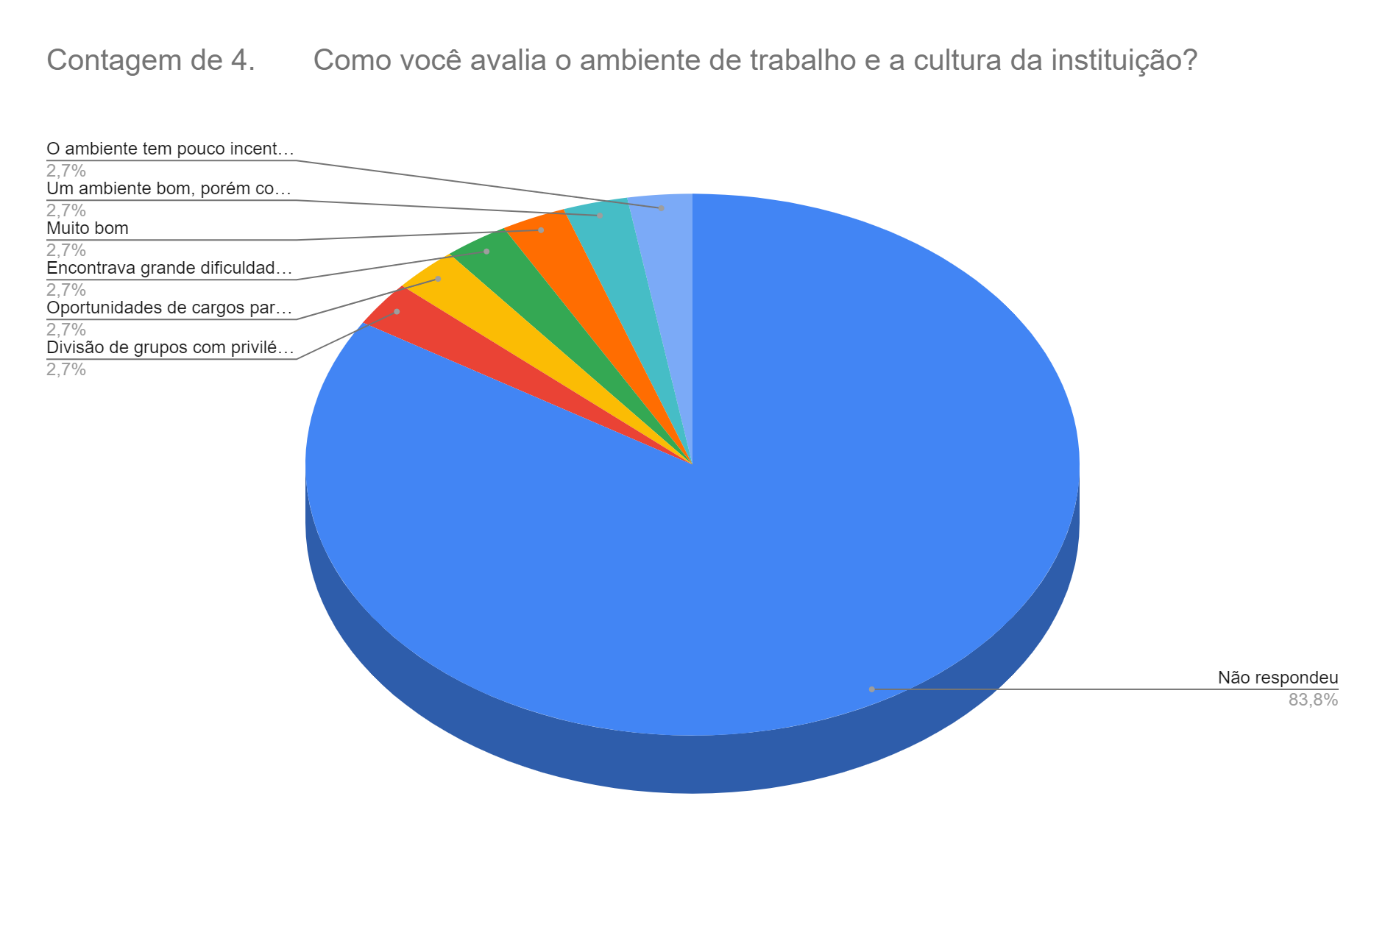 Contagem de 4. Como você avalia o ambiente de trabalho e a cultura da instituição?
O ambiente tem pouco incent…
2,7%
Um ambiente bom, porém co…
2,7%
Muito bom
2,7%
Encontrava grande dificuldad…
2,7%
Oportunidades de cargos par…
2,7%
Divisão de grupos com privilé…
2,7%
Não respondeu
83,8%